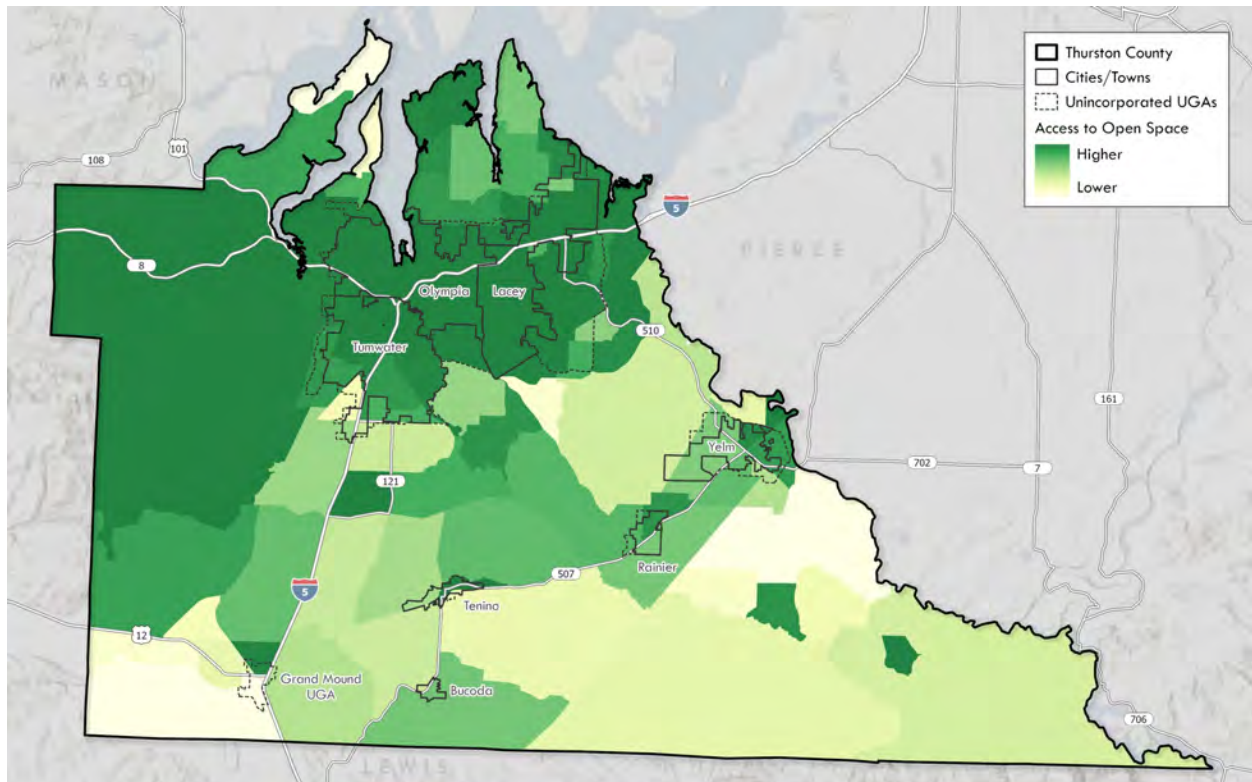 Thurston County
Cities/Towns
Unincorporated UGAs
Access to Open Space
Higher
Lower
MASON
101
108
5
8
PIERCE
Olympia
Lacey
510
Tumwater
161
Yelm
702
7
121
Rainier
507
5
Tenino
12
Grand Mound
UGA
Bucoda
706
LEWIS